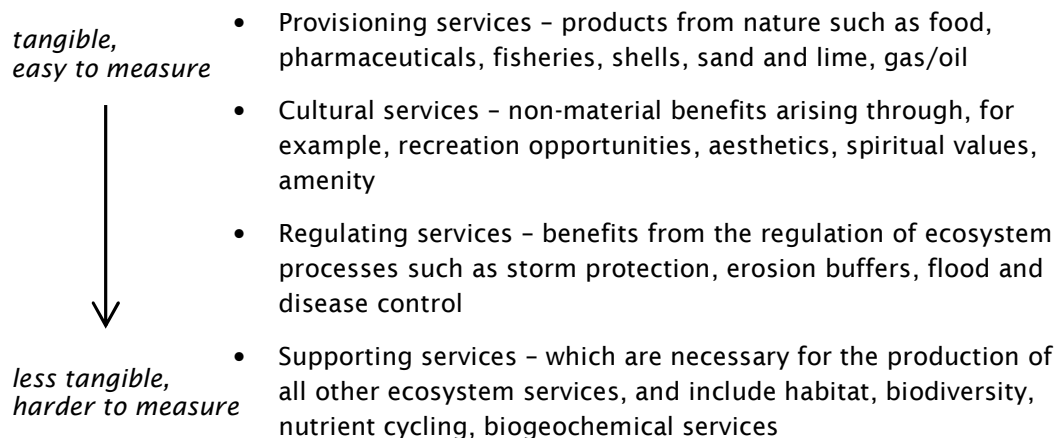 tangible,
easy to measure
• Provisioning services – products from nature such as food,
pharmaceuticals, fisheries, shells, sand and lime, gas/oil
• Cultural services – non-material benefits arising through, for
example, recreation opportunities, aesthetics, spiritual values,
amenity
• Regulating services – benefits from the regulation of ecosystem
processes such as storm protection, erosion buffers, flood and
disease control
less tangible,
harder to measure
• Supporting services – which are necessary for the production of
all other ecosystem services, and include habitat, biodiversity,
nutrient cycling, biogeochemical services